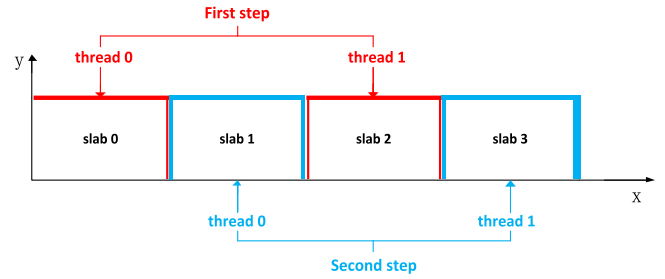 First step
thread 0
thread 1
y
slab 0
slab 1
slab 2
slab 3
x
thread 0
thread 1
Second step